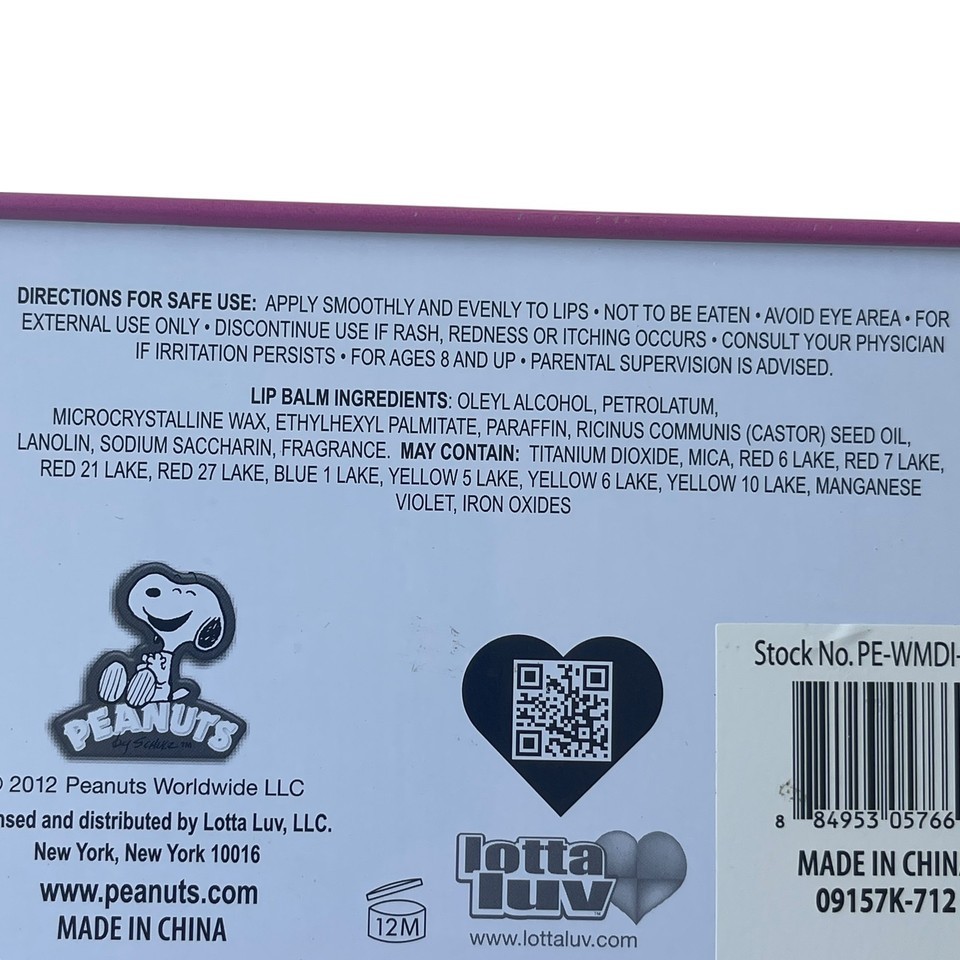 DIRECTIONS FOR SAFE USE: APPLY SMOOTHLY AND EVENLY TO LIPS • NOT TO BE EATEN • AVOID EYE AREA • FOR
EXTERNAL USE ONLY • DISCONTINUE USE IF RASH, REDNESS OR ITCHING OCCURS • CONSULT YOUR PHYSICIAN
IF IRRITATION PERSISTS • FOR AGES 8 AND UP • PARENTAL SUPERVISION IS ADVISED.
LIP BALM INGREDIENTS: OLEYL ALCOHOL, PETROLATUM,
MICROCRYSTALLINE WAX, ETHYLHEXYL PALMITATE, PARAFFIN, RICINUS COMMUNIS (CASTOR) SEED OIL,
LANOLIN, SODIUM SACCHARIN, FRAGRANCE. MAY CONTAIN: TITANIUM DIOXIDE, MICA, RED 6 LAKE, RED 7 LAKE,
RED 21 LAKE, RED 27 LAKE, BLUE 1 LAKE, YELLOW 5 LAKE, YELLOW 6 LAKE, YELLOW 10 LAKE, MANGANESE
VIOLET, IRON OXIDES
PEANUTS
by SCHULZ TM
© 2012 Peanuts Worldwide LLC
nsed and distributed by Lotta Luv, LLC.
New York, New York 10016
www.peanuts.com
MADE IN CHINA
12M
lotta
luv™
www.lottaluv.com
Stock No. PE-WMDI-
8 84953 05766
MADE IN CHINA
09157K-712